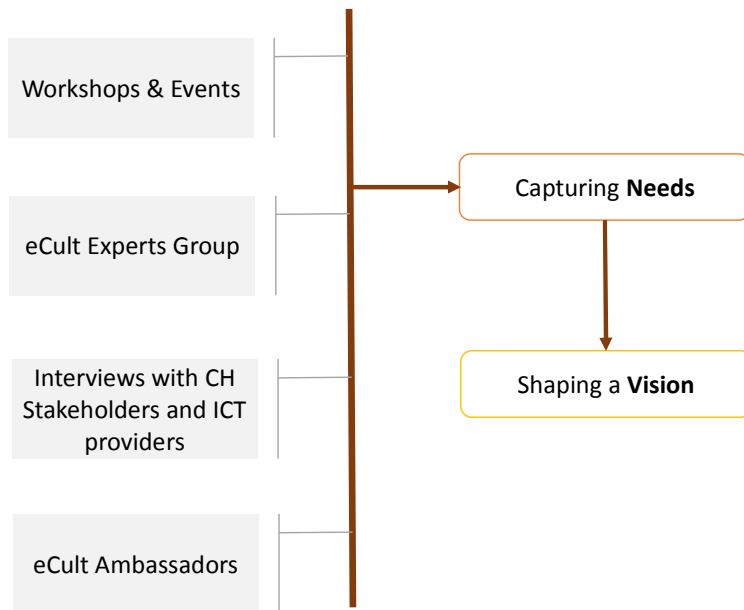 Workshops & Events
eCult Experts Group
Interviews with CH
Stakeholders and ICT
providers
eCult Ambassadors
Capturing Needs
Shaping a Vision